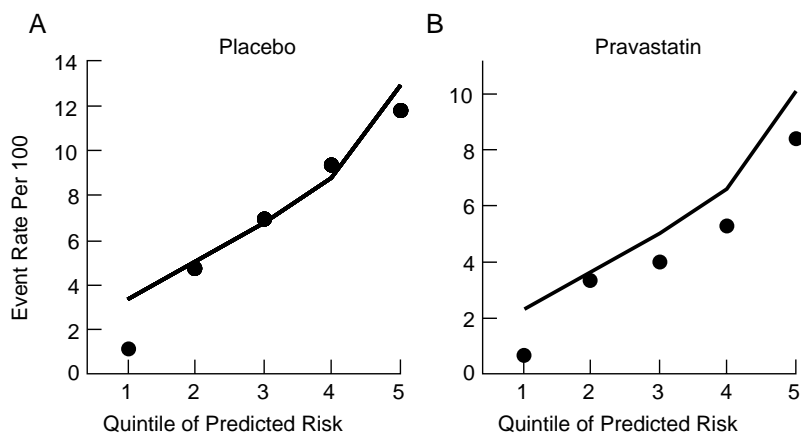 A
Placebo
14
12
10
8
6
4
2
0
Event Rate Per 100
1 2 3 4 5
Quintile of Predicted Risk
B
Pravastatin
10
8
6
4
2
0
1 2 3 4 5
Quintile of Predicted Risk